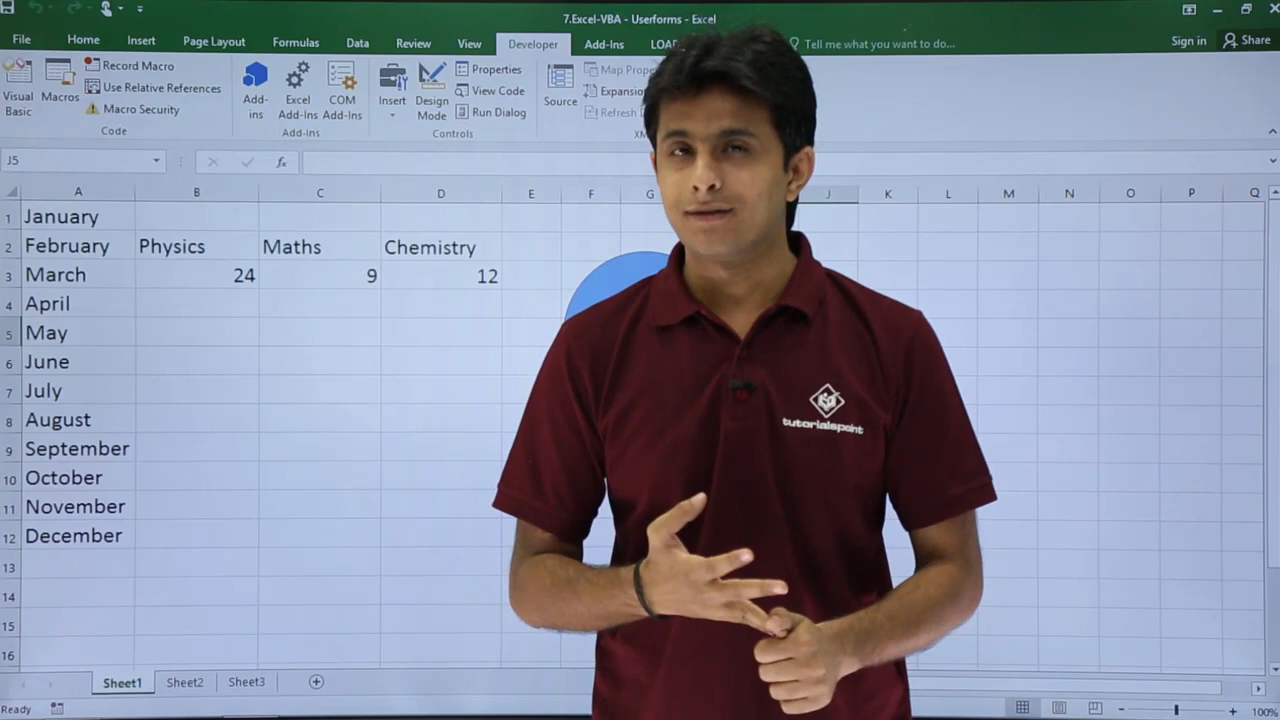 7.Excel-VBA - Userforms - Excel
File Home Insert Page Layout Formulas Data Review View Developer Add-Ins Tell me what you want to do... Sign in Share
Visual Basic
Macros
Record Macro
Use Relative References
Macro Security
Code
Add-ins
Excel Add-Ins
COM Add-Ins
Add-Ins
Insert
Design Mode
Properties
View Code
Run Dialog
Controls
Source
Map
Refresh
J5 fx
A B C D E F G J K L M N O P Q
1 January
2 February Physics Maths Chemistry
3 March 24 9 12
4 April
5 May
6 June
7 July
8 August
9 September
10 October
11 November
12 December
13
14
15
16
tutorialspoint
Sheet1 Sheet2 Sheet3
Ready 100%